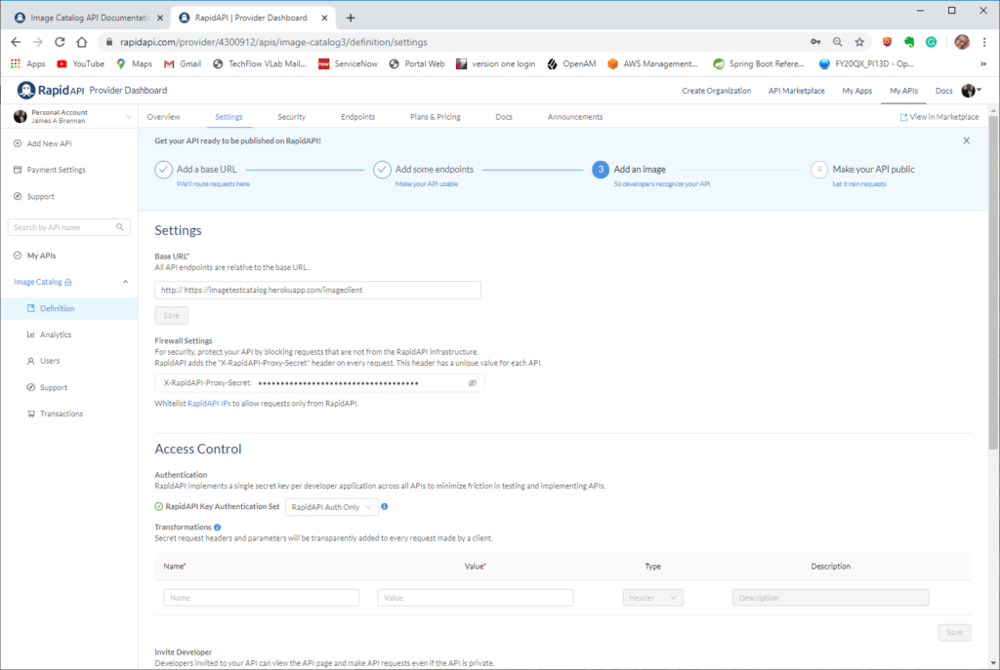 Image Catalog API Documentatio
RapidAPI | Provider Dashboard
rapidapi.com/provider/4300912/apis/image-catalog3/definition/settings
Apps YouTube Maps Gmail TechFlow VLab Mail... ServiceNow Portal Web version one login OpenAM AWS Management... Spring Boot Refere... FY20QX_PI13D - Op... »
Rapid API Provider Dashboard
Create Organization API Marketplace My Apps My APIs Docs
Personal Account
James A Brannan
Overview Settings Security Endpoints Plans & Pricing Docs Announcements View in Marketplace
Add New API
Payment Settings
Support
Search by API name
My APIs
Image Catalog
Definition
Analytics
Users
Support
Transactions
Get your API ready to be published on RapidAPI!
Add a base URL
We'll route requests here
Add some endpoints
Make your API usable
3 Add an image
So developers recognize your API
4 Make your API public
Let it rain requests
Settings
Base URL*
All API endpoints are relative to the base URL.
http:// https://imagetestcatalog.herokuapp.com/imageclient
Save
Firewall Settings
For security, protect your API by blocking requests that are not from the RapidAPI infrastructure.
RapidAPI adds the "X-RapidAPI-Proxy-Secret" header on every request. This header has a unique value for each API.
X-RapidAPI-Proxy-Secret: ••••••••••••••••••••••••••••••••••••
Whitelist RapidAPI IPs to allow requests only from RapidAPI.
Access Control
Authentication
RapidAPI implements a single secret key per developer application across all APIs to minimize friction in testing and implementing APIs.
RapidAPI Key Authentication Set RapidAPI Auth Only
Transformations
Secret request headers and parameters will be transparently added to every request made by a client.
Name* Value* Type Description
Name Value Header Description
Save
Invite Developer
Developers invited to your API can view the API page and make API requests even if the API is private.